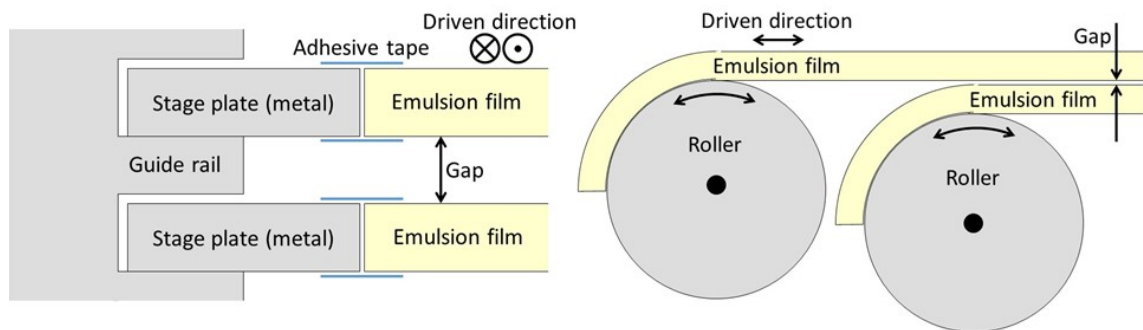 Driven direction
Adhesive tape
Stage plate (metal)
Emulsion film
Guide rail
Gap
Stage plate (metal)
Emulsion film
Driven direction
Gap
Emulsion film
Emulsion film
Roller
Roller